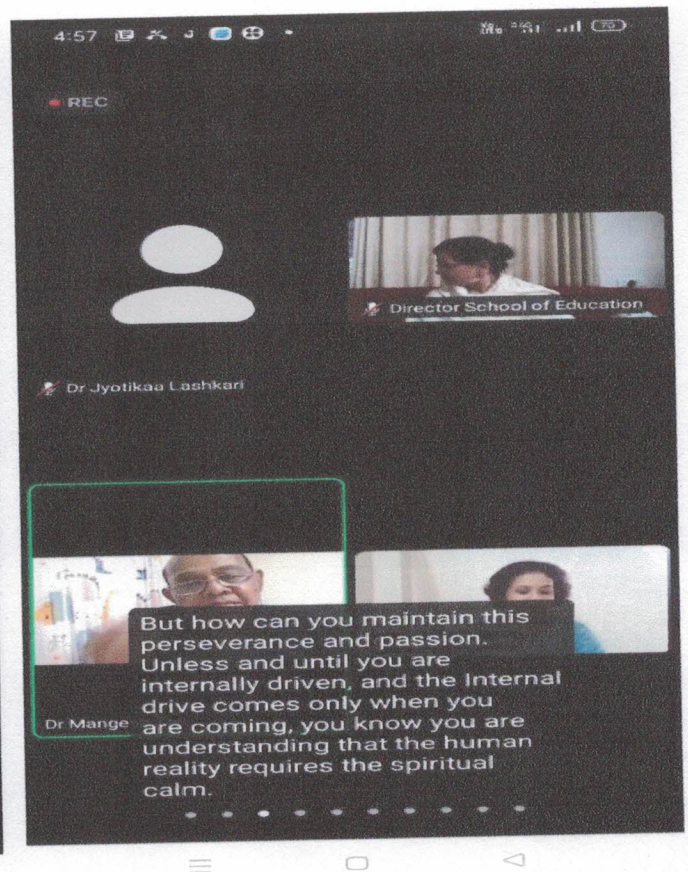 4:57
70
REC
Director School of Education
Dr Jyotikaa Lashkari
But how can you maintain this
perseverance and passion.
Unless and until you are
internally driven, and the Internal
drive comes only when you
Dr Mange
are coming, you know you are
understanding that the human
reality requires the spiritual
calm.